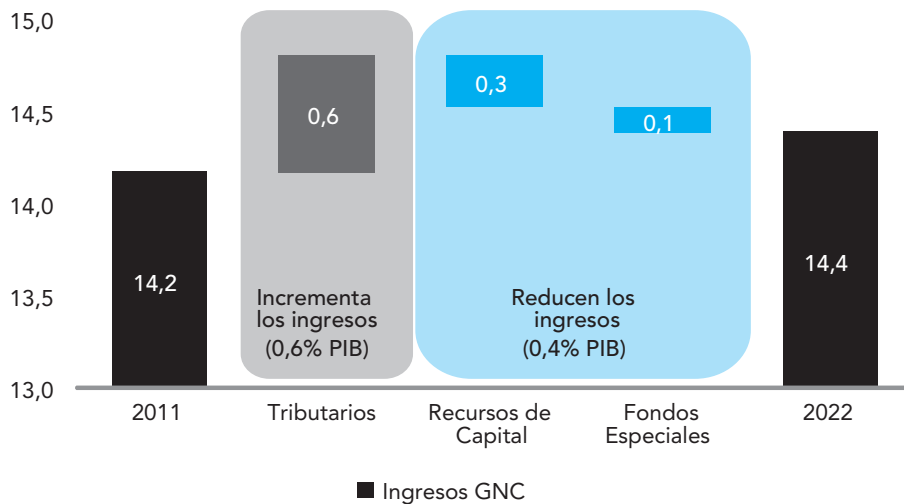 15,0
14,5
14,0
13,5
13,0
14,2
0,6
0,3
0,1
14,4
Incrementa
los ingresos
(0,6% PIB)
Reducen los
ingresos
(0,4% PIB)
2011
Tributarios
Recursos de
Capital
Fondos
Especiales
2022
Ingresos GNC